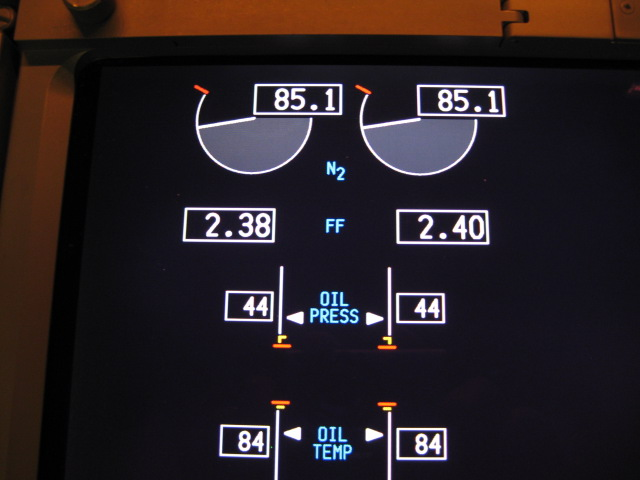 85.1 85.1
N2
2.38 FF 2.40
44 OIL PRESS 44
84 OIL TEMP 84